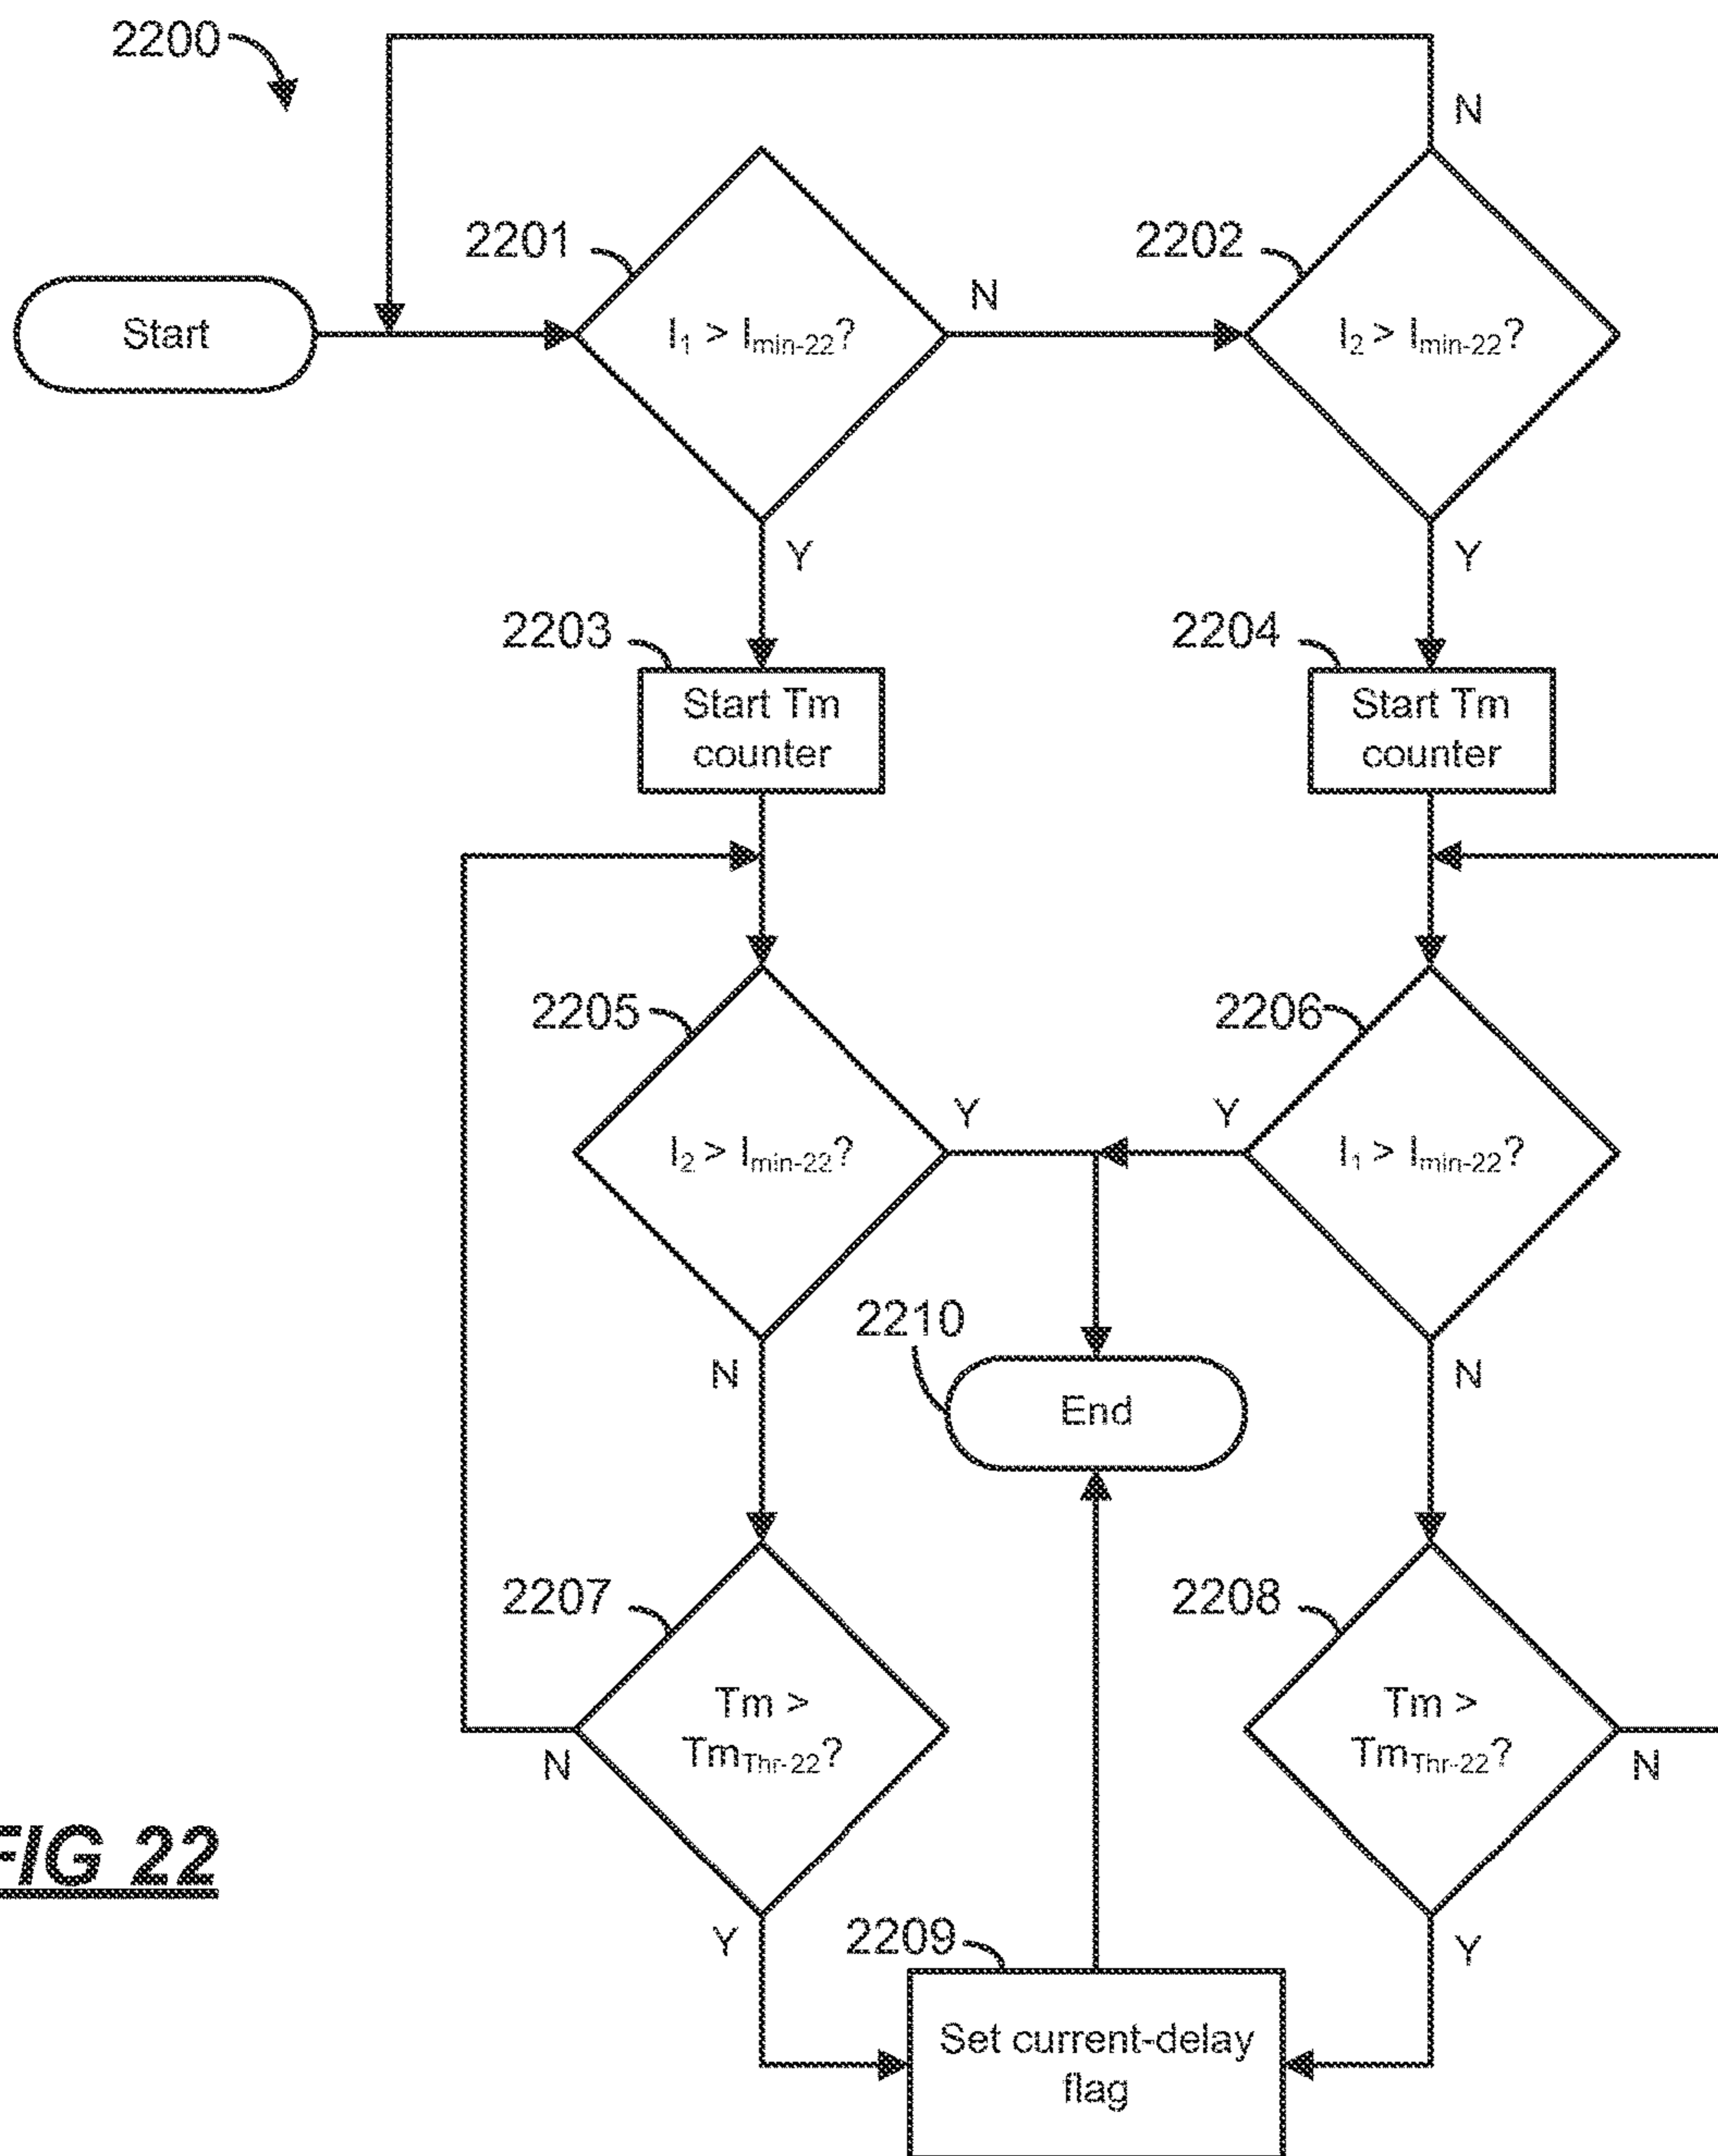 2200
N
2201
2202
Start
I1 > Imin-22?
N
I2 > Imin-22?
Y
Y
2203
2204
Start Tm
counter
Start Tm
counter
2205
2206
Y
Y
I2 > Imin-22?
I1 > Imin-22?
2210
N
N
End
2207
2208
Tm >
TmThr-22?
Tm >
TmThr-22?
N
N
FIG 22
Y
2209
Y
Set current-delay
flag